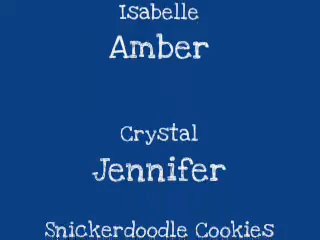 Isabelle
Amber
Crystal
Jennifer
Snickerdoodle Cookies